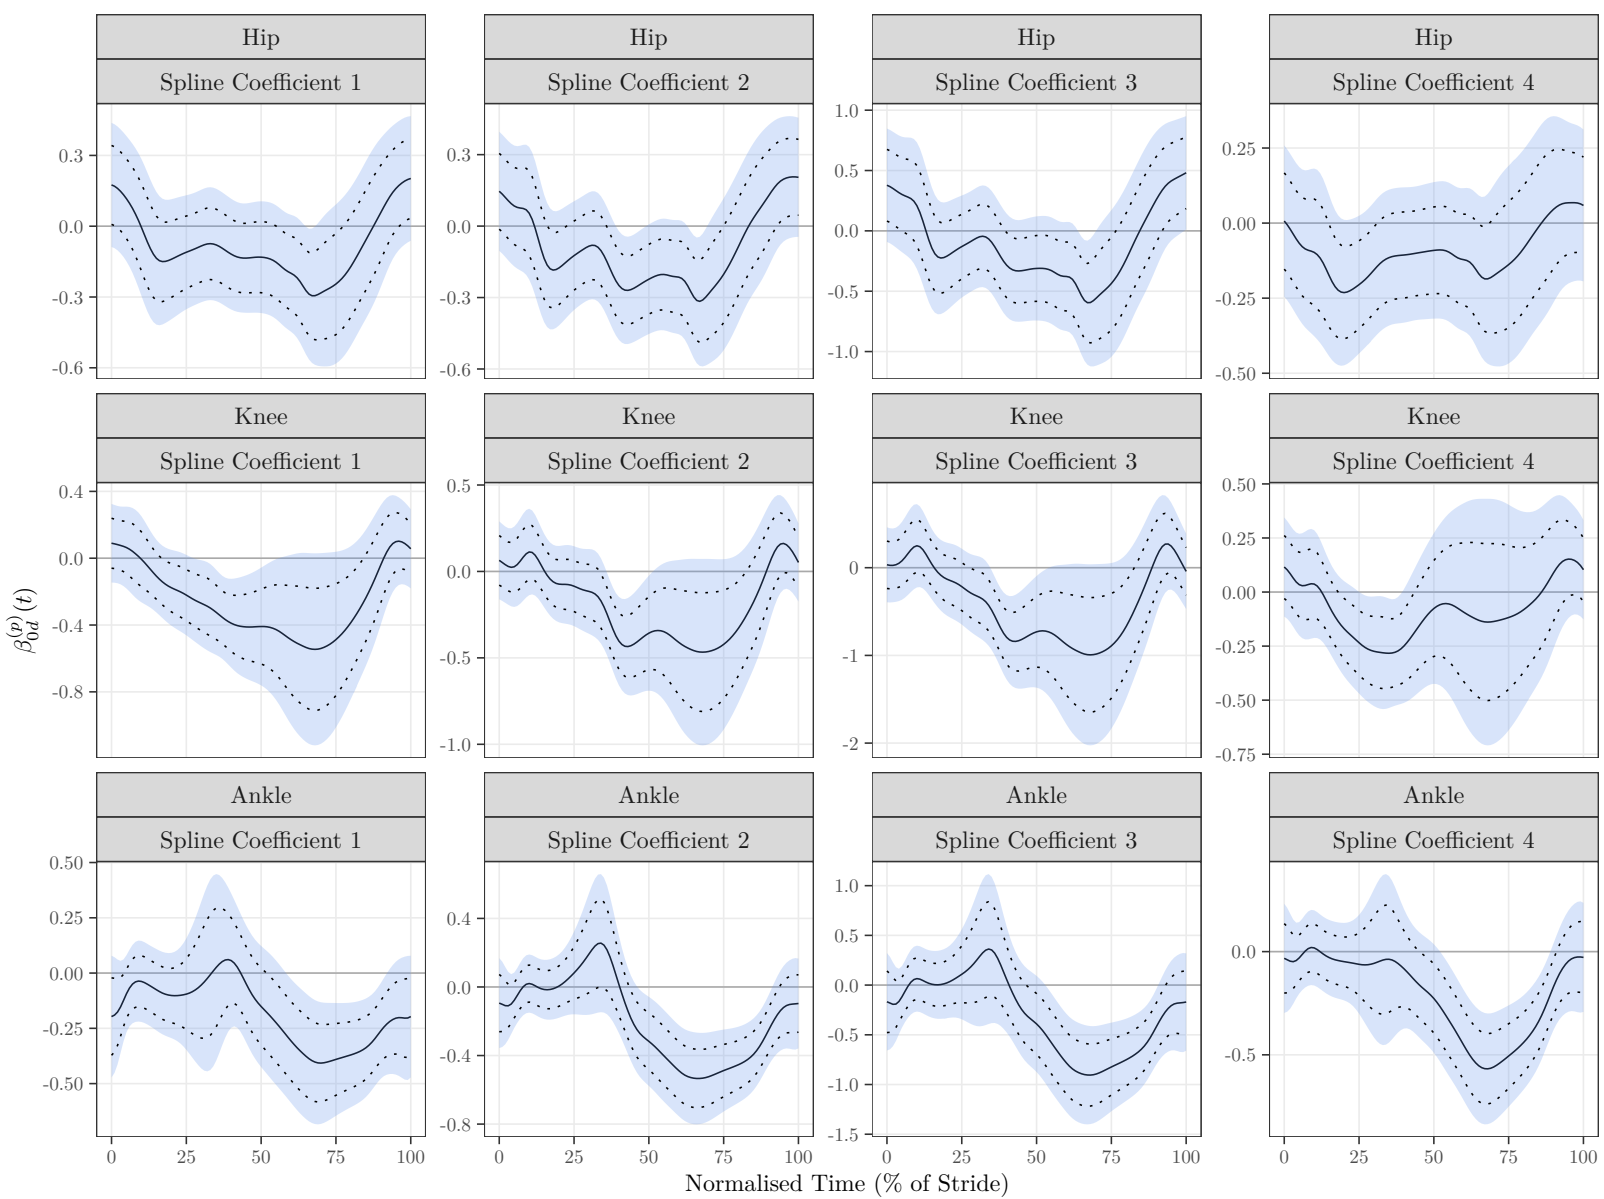 Hip Hip Hip Hip
Spline Coefficient 1 Spline Coefficient 2 Spline Coefficient 3 Spline Coefficient 4
0.3 0.3 1.0 0.25
0.0 0.0 0.5 0.00
-0.3 -0.3 0.0 -0.25
-0.6 -0.6 -0.5 -0.50
-1.0
Knee Knee Knee Knee
Spline Coefficient 1 Spline Coefficient 2 Spline Coefficient 3 Spline Coefficient 4
0.4 0.5 0 0.50
0.0 0.0 -1 0.25
-0.4 -0.5 -2 0.00
-0.8 -1.0 -0.25
-0.50
-0.75
β₀d⁽ᵖ⁾(t)
Ankle Ankle Ankle Ankle
Spline Coefficient 1 Spline Coefficient 2 Spline Coefficient 3 Spline Coefficient 4
0.50 0.4 1.0 0.0
0.25 0.0 0.5 -0.5
0.00 -0.4 0.0
-0.25 -0.8 -0.5
-0.50 -1.0
-1.5
0 25 50 75 100 0 25 50 75 100 0 25 50 75 100 0 25 50 75 100
Normalised Time (% of Stride)